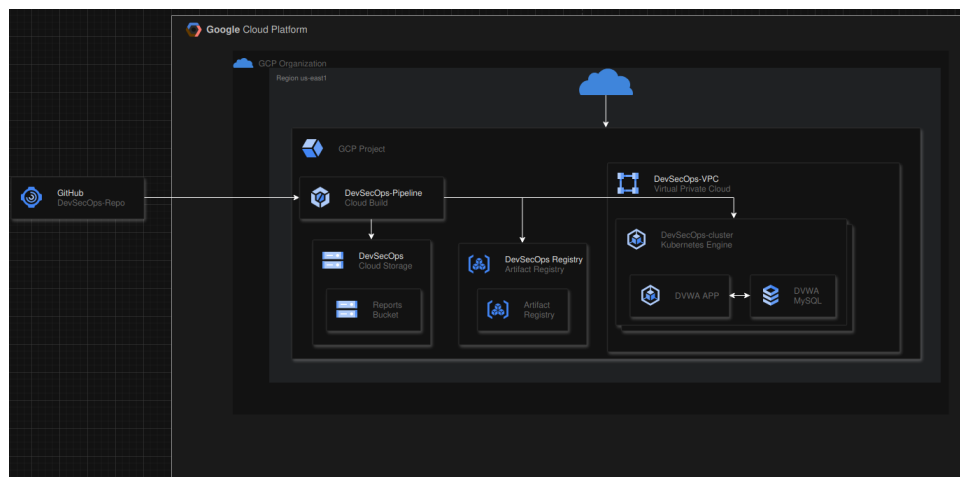 Google Cloud Platform
GCP Organization
Region us-east1
GCP Project
GitHub
DevSecOps-Repo
DevSecOps-Pipeline
Cloud Build
DevSecOps-VPC
Virtual Private Cloud
DevSecOps
Cloud Storage
Reports
Bucket
DevSecOps Registry
Artifact Registry
Artifact
Registry
DevSecOps-cluster
Kubernetes Engine
DVWA APP
DVWA
MySQL